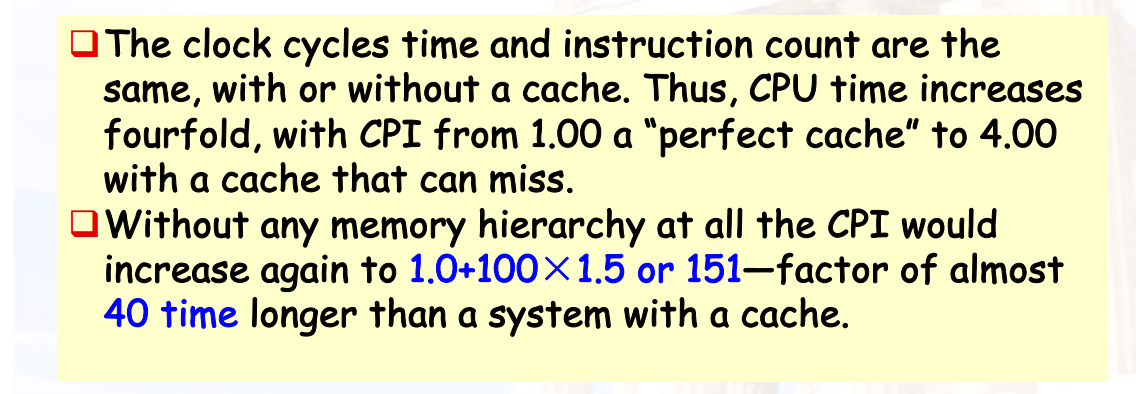 ❑The clock cycles time and instruction count are the
same, with or without a cache. Thus, CPU time increases
fourfold, with CPI from 1.00 a “perfect cache” to 4.00
with a cache that can miss.
❑Without any memory hierarchy at all the CPI would
increase again to 1.0+100×1.5 or 151—factor of almost
40 time longer than a system with a cache.